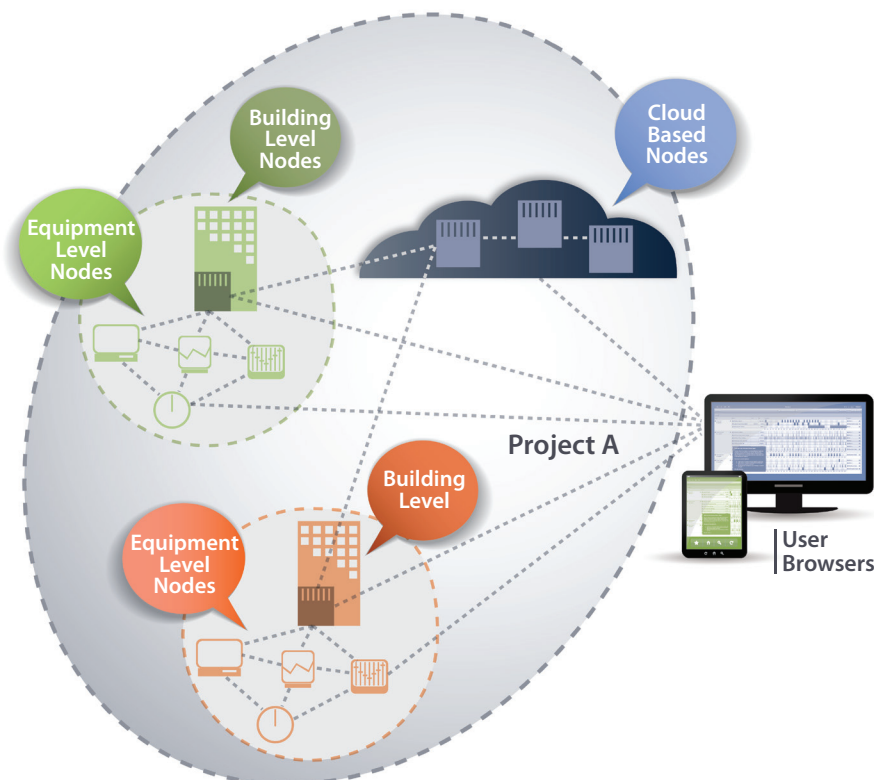 Building
Level
Nodes
Cloud
Based
Nodes
Equipment
Level
Nodes
Project A
Building
Level
Equipment
Level
Nodes
User
Browsers